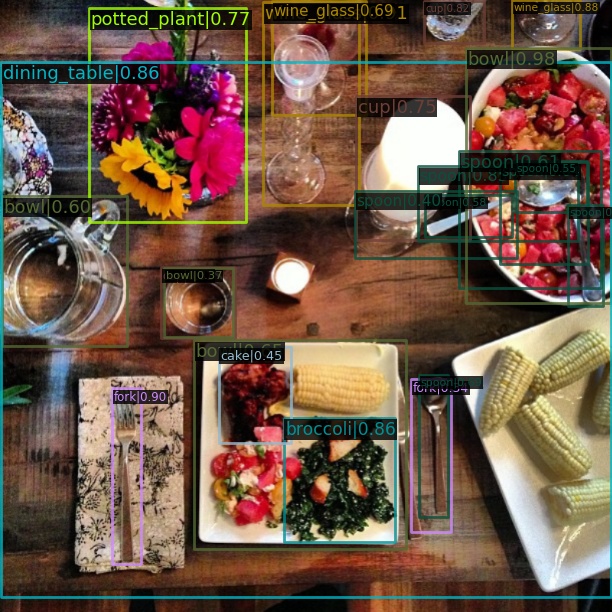 potted_plant|0.77
wine_glass|0.69
1
cup|0.82
wine_glass|0.88
dining_table|0.86
bowl|0.98
cup|0.75
spoon|0.61
spoon|0.55
spoon|0.40
bowl|0.60
bowl|0.37
cake|0.45
fork|0.90
broccoli|0.86